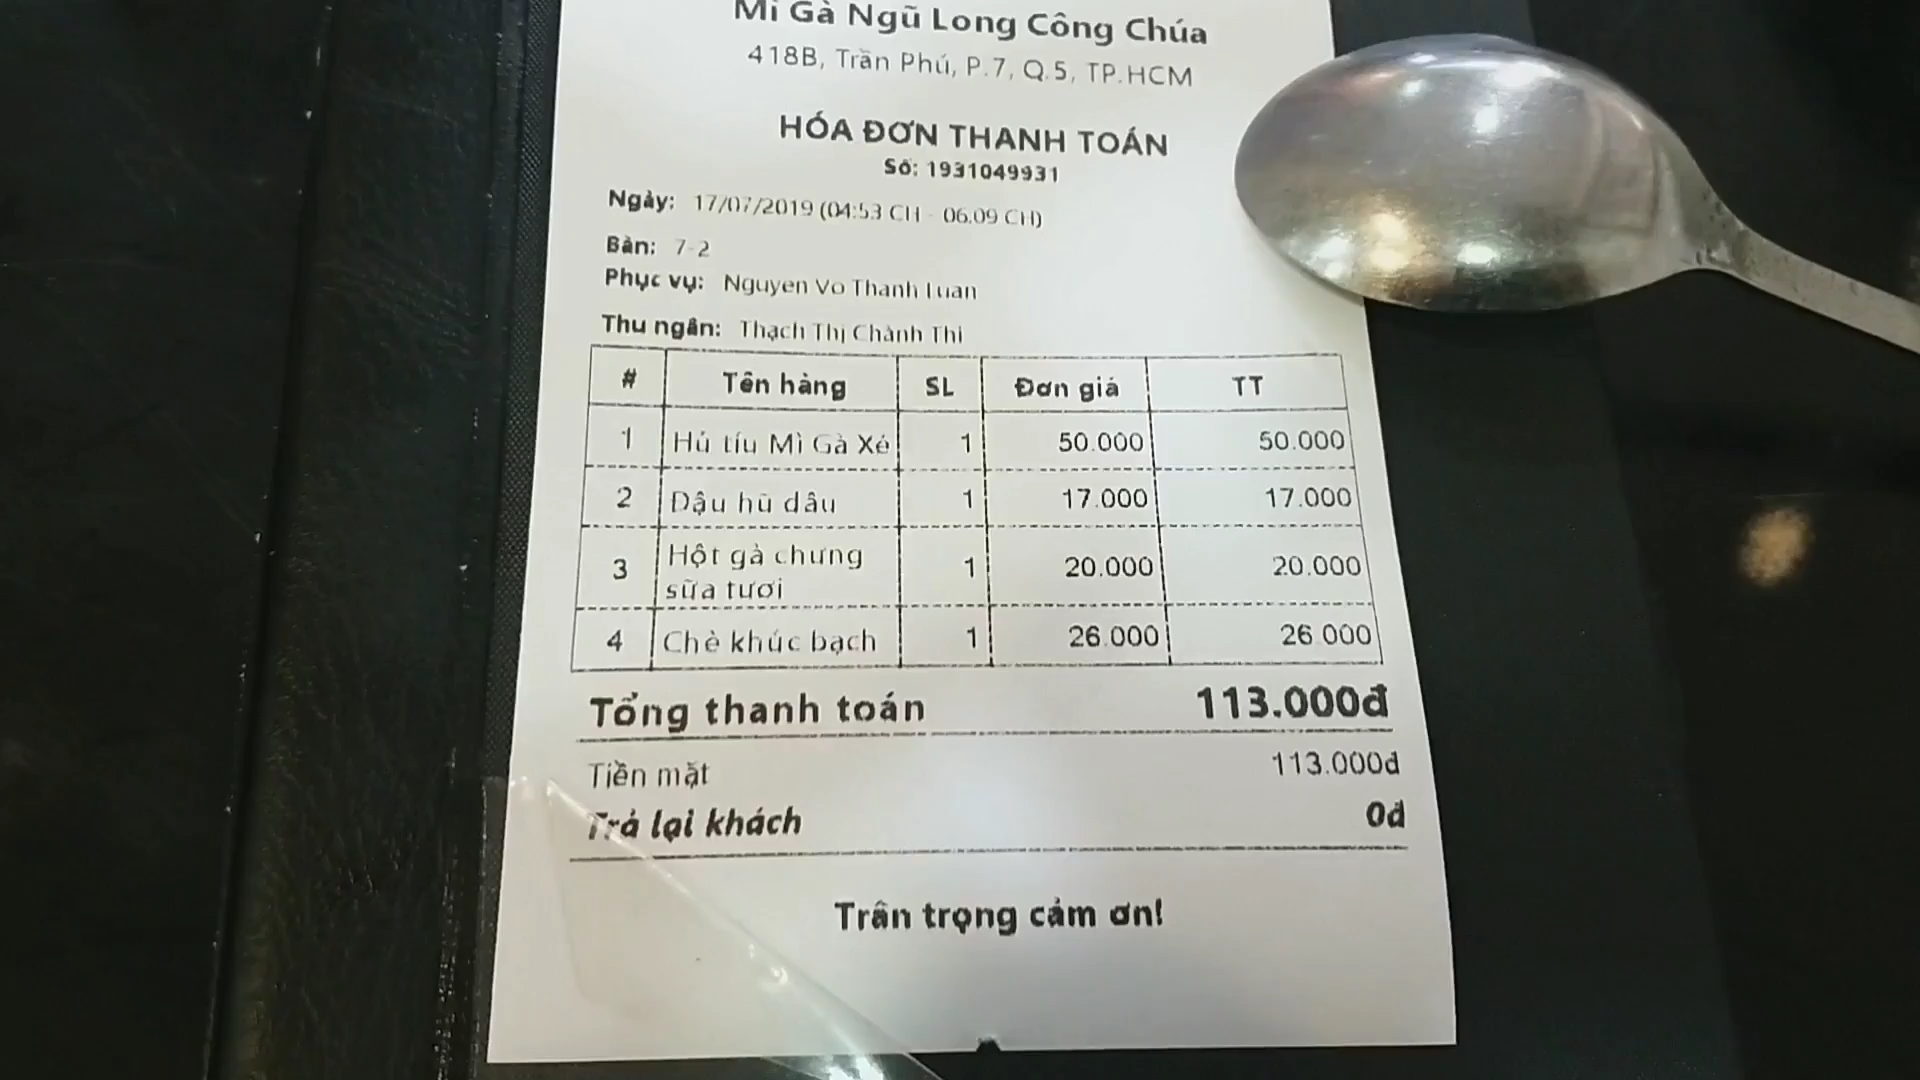 Mì Gà Ngũ Long Công Chúa
418B, Trần Phú, P.7, Q.5, TP.HCM
HÓA ĐƠN THANH TOÁN
Số: 1931049931
Ngày: 17/07/2019 (04:53 CH - 06:09 CH)
Bàn: 7-2
Phục vụ: Nguyen Vo Thanh Luan
Thu ngân: Thạch Thị Chành Thi
# Tên hàng SL Đơn giá TT
1 Hủ tíu Mì Gà Xé 1 50.000 50.000
2 Đậu hũ dâu 1 17.000 17.000
3 Hột gà chưng 1 20.000 20.000
sữa tươi
4 Chè khúc bạch 1 26.000 26.000
Tổng thanh toán 113.000đ
Tiền mặt 113.000đ
Trả lại khách 0đ
Trân trọng cảm ơn!